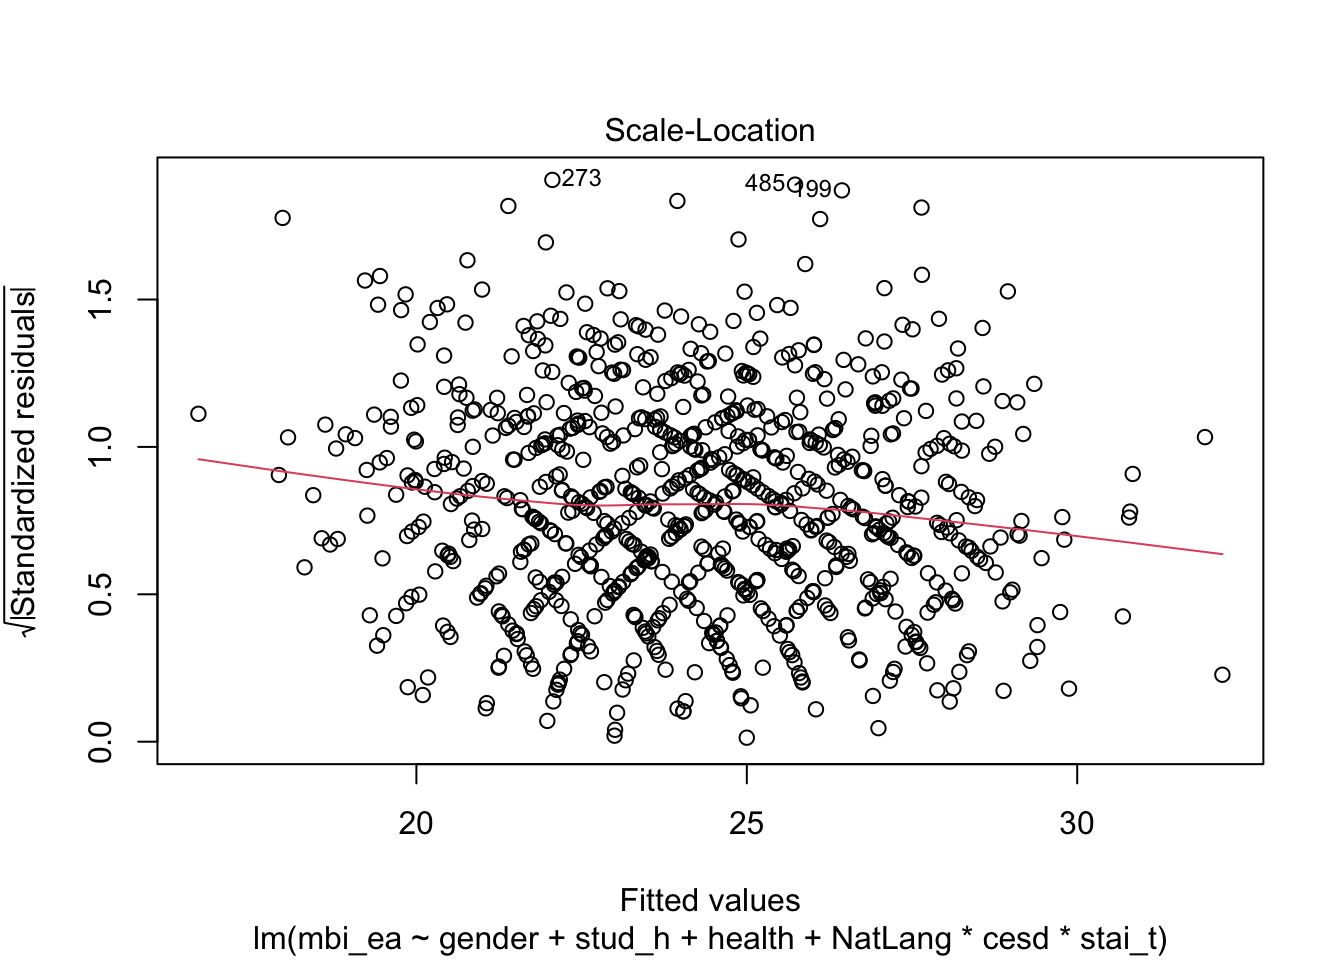 Scale-Location
273
485
199
√|Standardized residuals|
1.5
1.0
0.5
0.0
20 25 30
Fitted values
lm(mbi_ea ~ gender + stud_h + health + NatLang * cesd * stai_t)